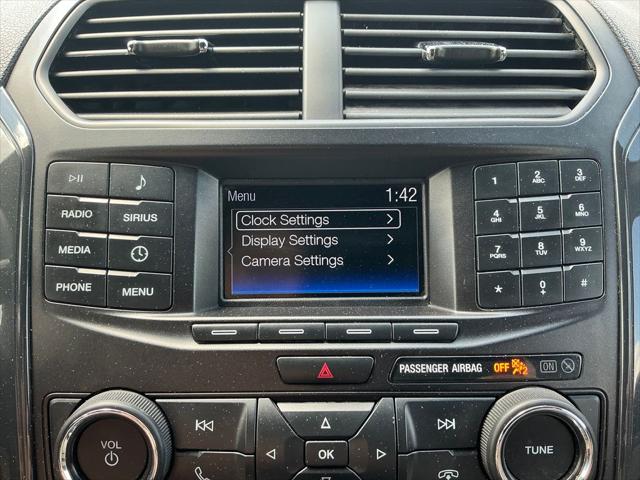 Menu 1:42
Clock Settings
Display Settings
Camera Settings
RADIO SIRIUS
MEDIA
PHONE MENU
1 2 ABC 3 DEF
4 GHI 5 JKL 6 MNO
7 PQRS 8 TUV 9 WXYZ
* 0 + #
PASSENGER AIRBAG OFF 2 ON
VOL
OK
TUNE